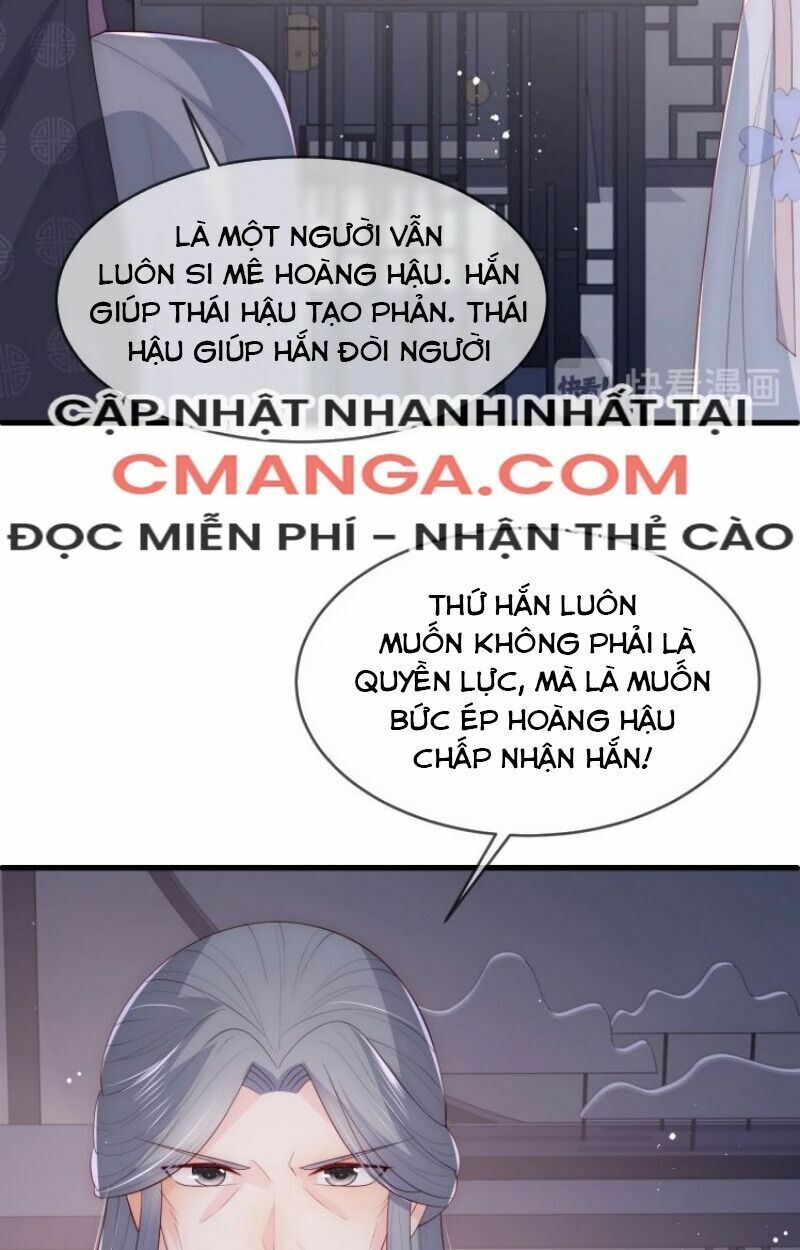 LÀ MỘT NGƯỜI VẪN
LUÔN SI MÊ HOÀNG HẬU. HẮN
GIÚP THÁI HẬU TẠO PHẢN. THÁI
HẬU GIÚP HẮN ĐÒI NGƯỜI
快看漫画
CẬP NHẬT NHANH NHẤT TẠI
CMANGA.COM
ĐỌC MIỄN PHÍ - NHẬN THẺ CÀO
THỨ HẮN LUÔN
MUỐN KHÔNG PHẢI LÀ
QUYỀN LỰC, MÀ LÀ MUỐN
BỨC ÉP HOÀNG HẬU
CHẤP NHẬN HẮN!